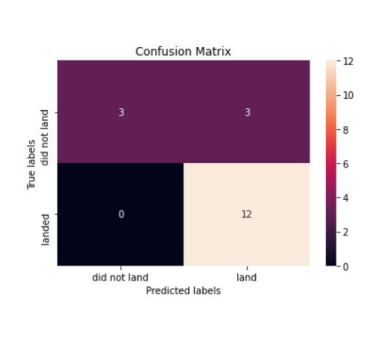 Confusion Matrix
True labels
did not land
landed
3
3
0
12
did not land
land
Predicted labels
12
10
8
6
4
2
0